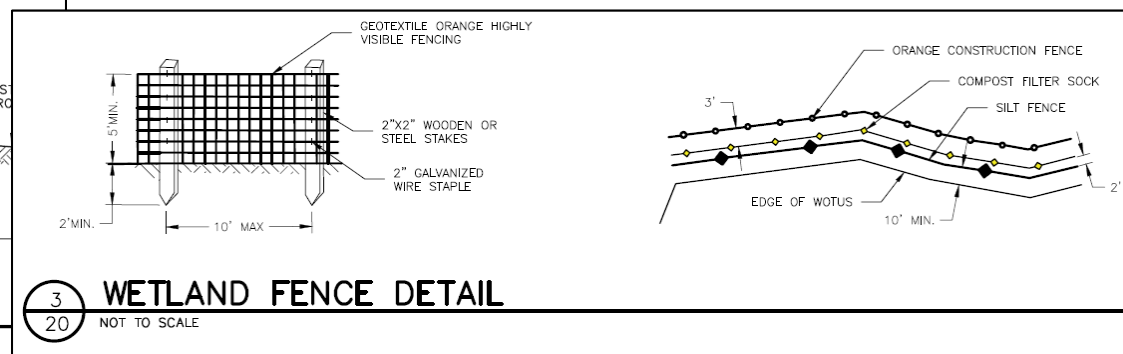 GEOTEXTILE ORANGE HIGHLY
VISIBLE FENCING
5'MIN.
2"X2" WOODEN OR
STEEL STAKES
2" GALVANIZED
WIRE STAPLE
2'MIN.
10' MAX
ORANGE CONSTRUCTION FENCE
COMPOST FILTER SOCK
SILT FENCE
3'
EDGE OF WOTUS
10' MIN.
2'
3
20
WETLAND FENCE DETAIL
NOT TO SCALE